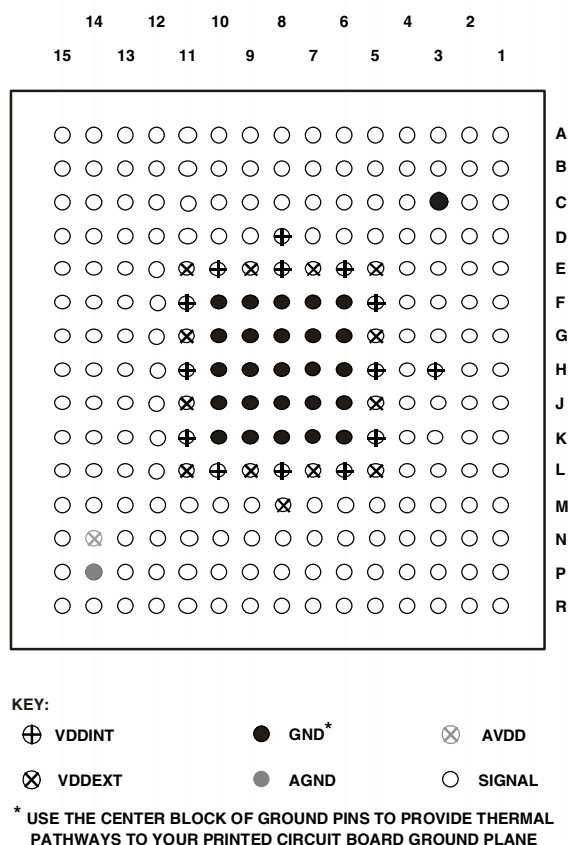 14 12 10 8 6 4 2
15 13 11 9 7 5 3 1
A
B
C
D
E
F
G
H
J
K
L
M
N
P
R
KEY:
VDDINT GND* AVDD
VDDEXT AGND SIGNAL
* USE THE CENTER BLOCK OF GROUND PINS TO PROVIDE THERMAL
PATHWAYS TO YOUR PRINTED CIRCUIT BOARD GROUND PLANE